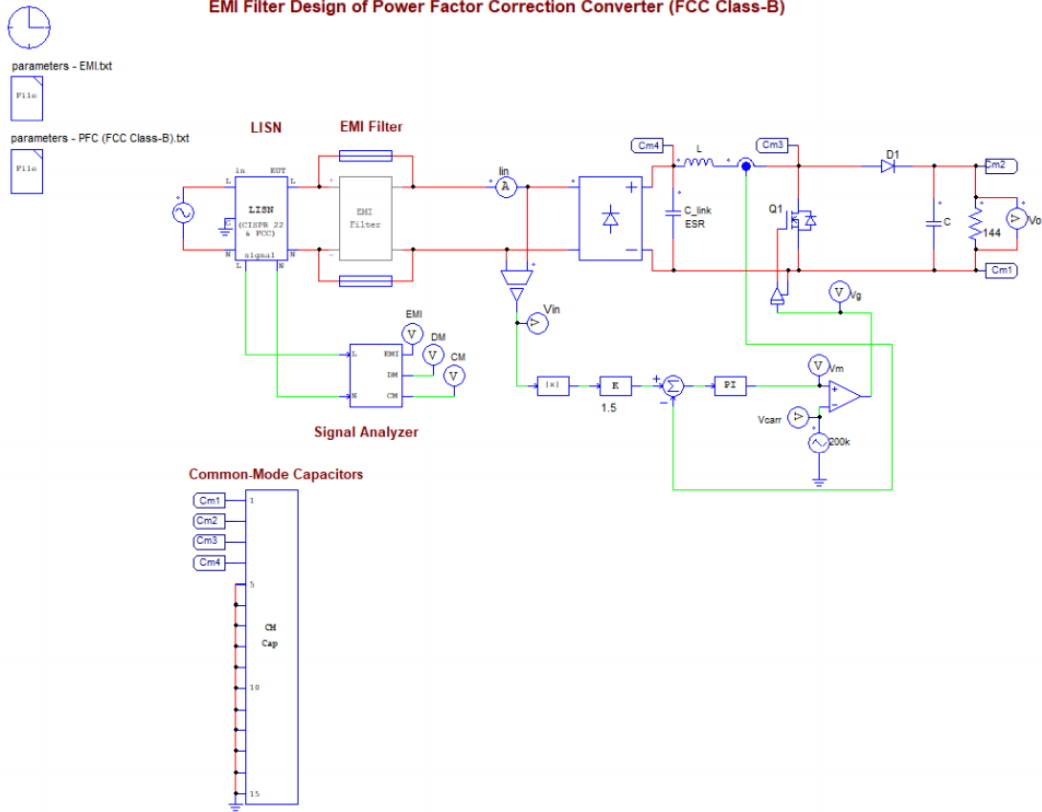 EMI Filter Design of Power Factor Correction Converter (FCC Class-B)
parameters - EMI.txt
File
parameters - PFC (FCC Class-B).txt
File
LISN
EMI Filter
in EUT
L L
LISN
(CISPR 22
& FCC)
N N
signal
L N
G
+ +
EMI
Filter
- -
Iin
A
+
-
Cm4
L
Cm3
D1
Cm2
C_link
ESR
Q1
C
144
V
Vo
Cm1
Vin
V
V
Vg
EMI
V
DM
V
CM
V
L EMI
DM
N CM
Signal Analyzer
|x|
K
1.5
+
Σ
-
PI
V
Vm
+
-
Vcarr
V
200k
Common-Mode Capacitors
Cm1
1
Cm2
Cm3
Cm4
5
CM
Cap
10
15